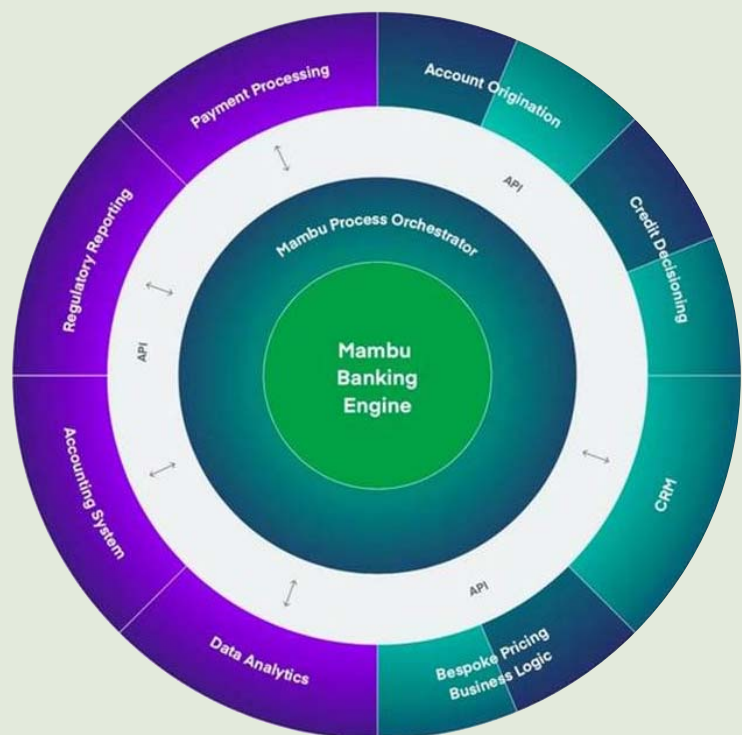 Payment Processing
Account Origination
Regulatory Reporting
API
Credit Decisioning
Mambu Process Orchestrator
API
Mambu
Banking
Engine
Accounting System
CRM
API
Data Analytics
Bespoke Pricing
Business Logic